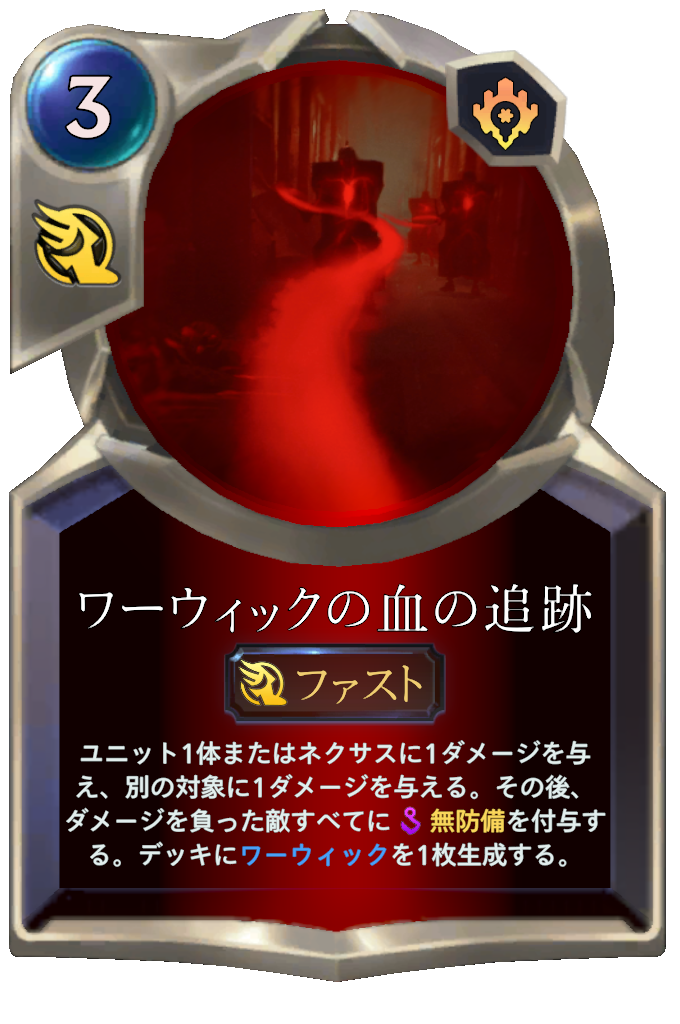 3
ワーウィックの血の追跡
ファスト
ユニット1体またはネクサスに1ダメージを与
え、別の対象に1ダメージを与える。その後、
ダメージを負った敵すべてに 無防備を付与す
る。デッキにワーウィックを1枚生成する。